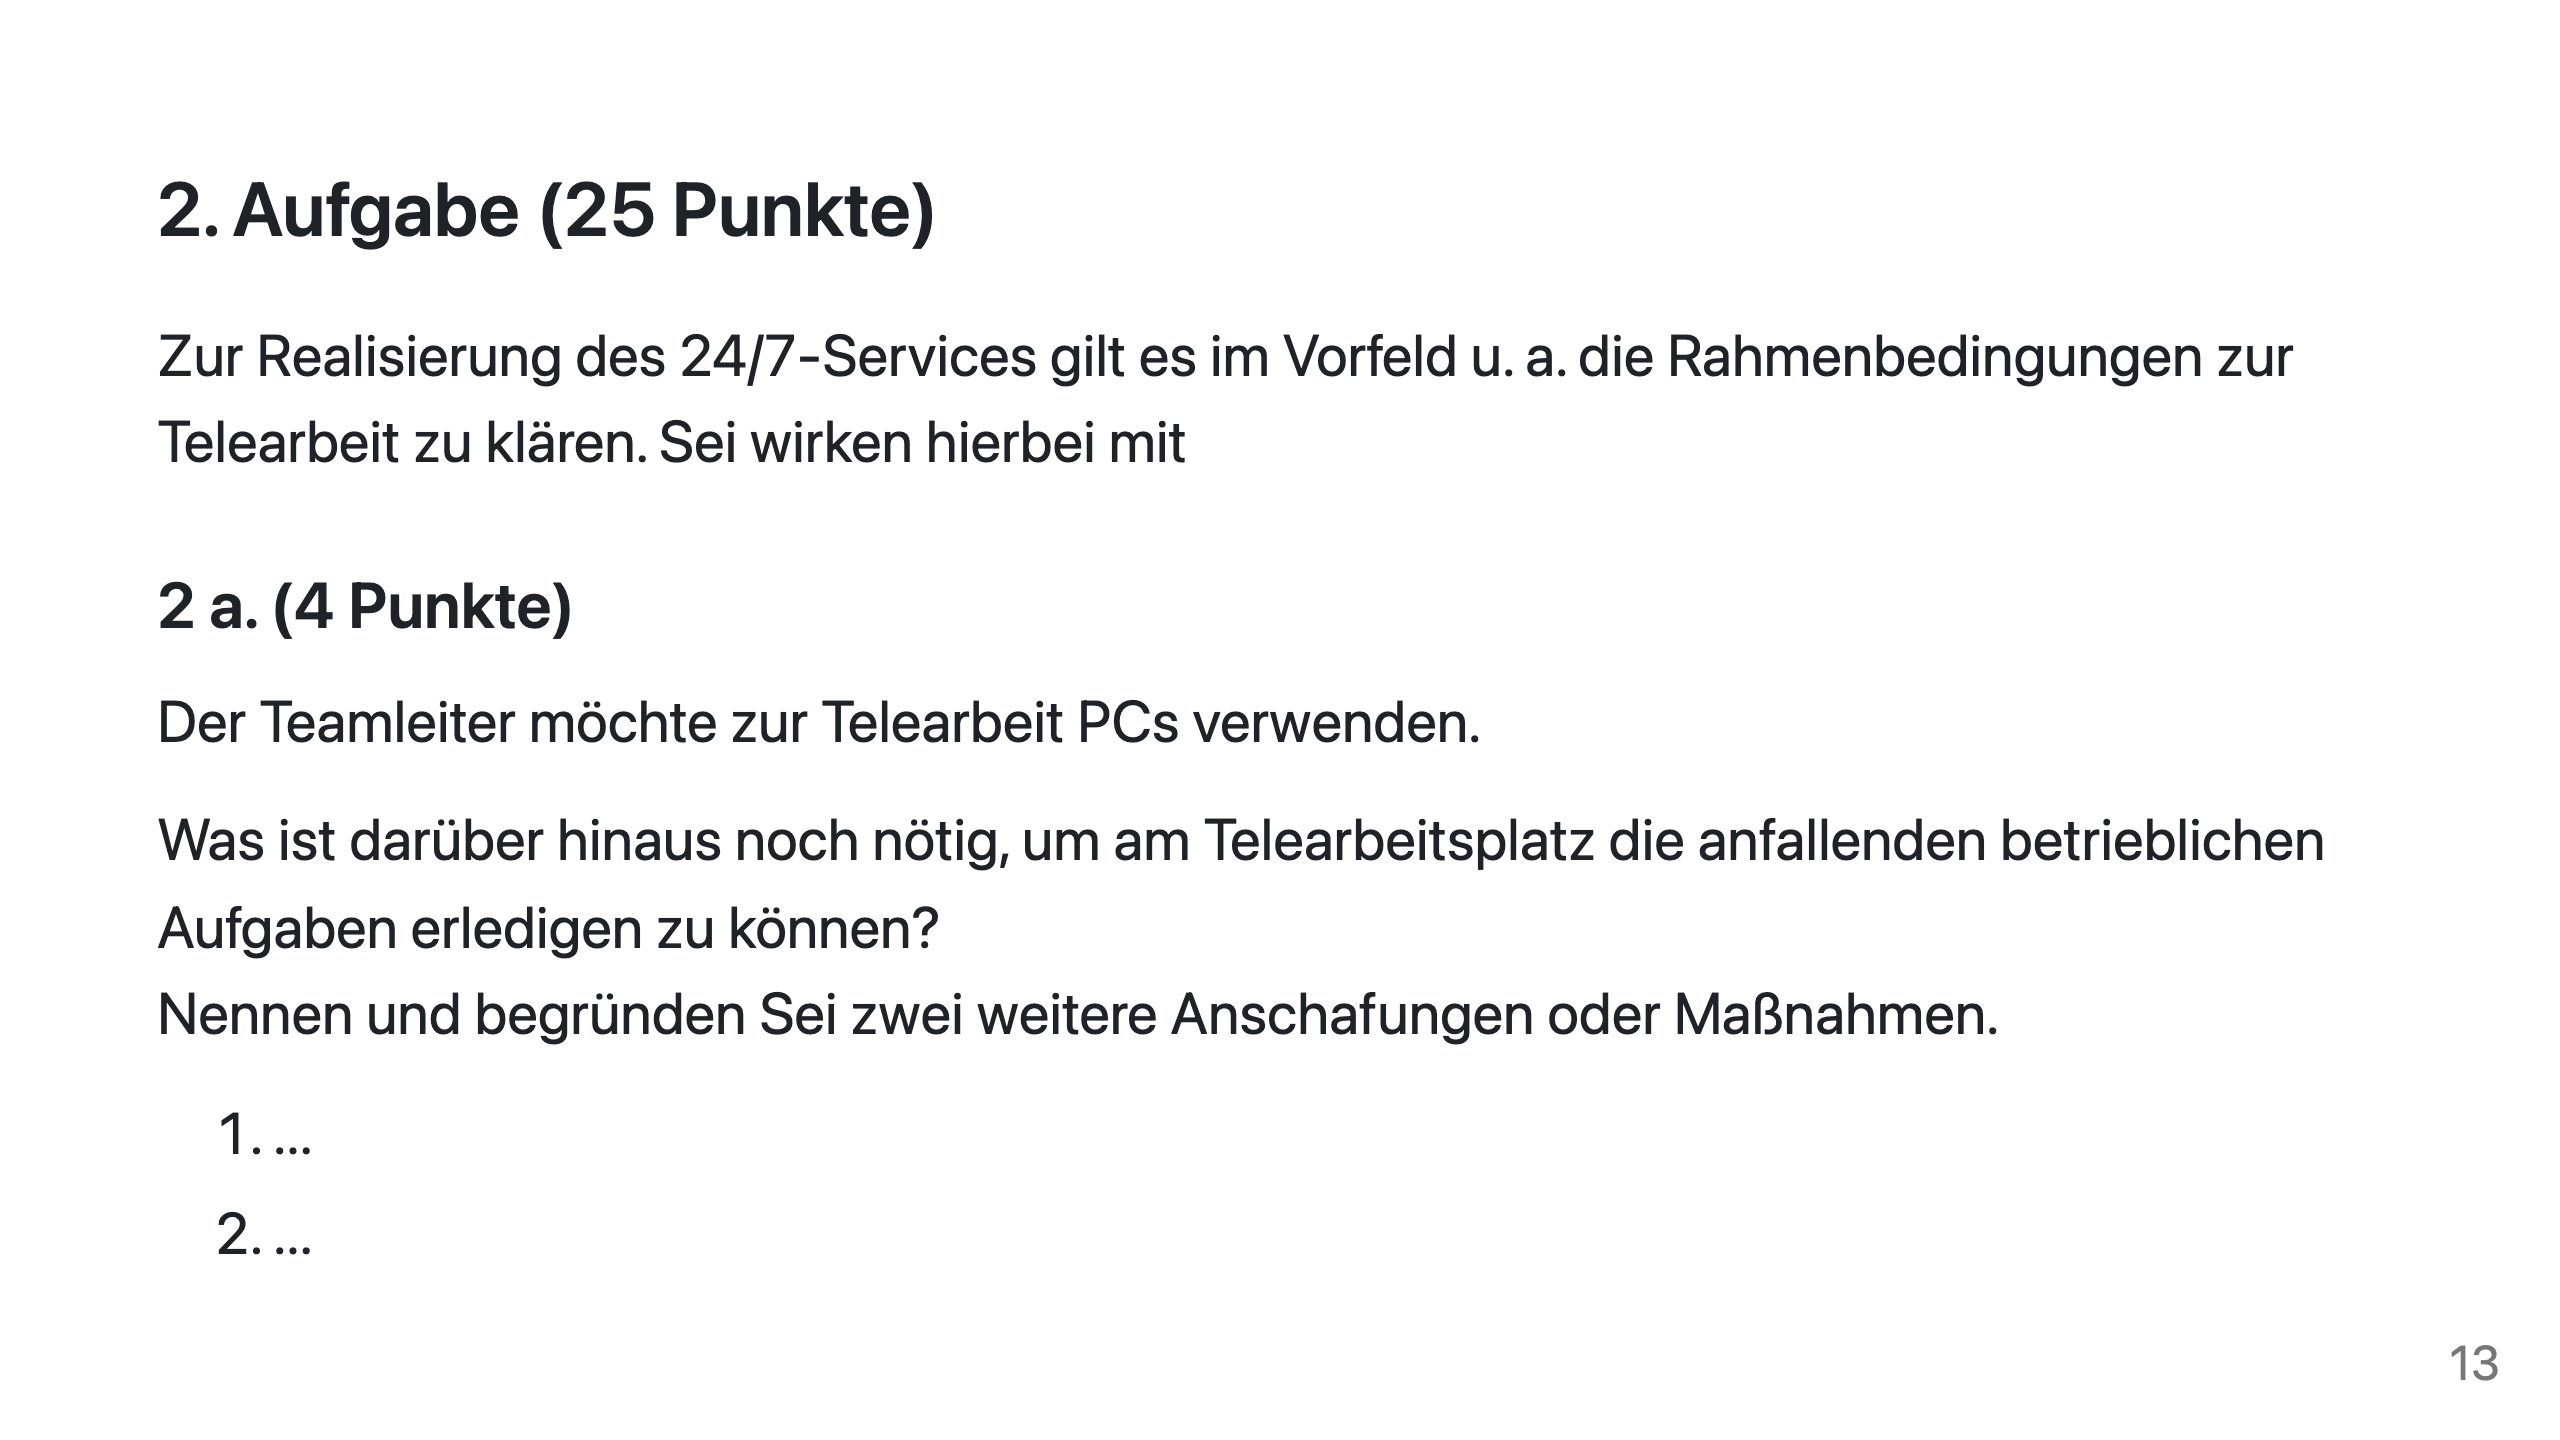 2. Aufgabe (25 Punkte)
Zur Realisierung des 24/7-Services gilt es im Vorfeld u. a. die Rahmenbedingungen zur
Telearbeit zu klären. Sei wirken hierbei mit
2 a. (4 Punkte)
Der Teamleiter möchte zur Telearbeit PCs verwenden.
Was ist darüber hinaus noch nötig, um am Telearbeitsplatz die anfallenden betrieblichen
Aufgaben erledigen zu können?
Nennen und begründen Sei zwei weitere Anschafungen oder Maßnahmen.
1. ...
2. ...
13